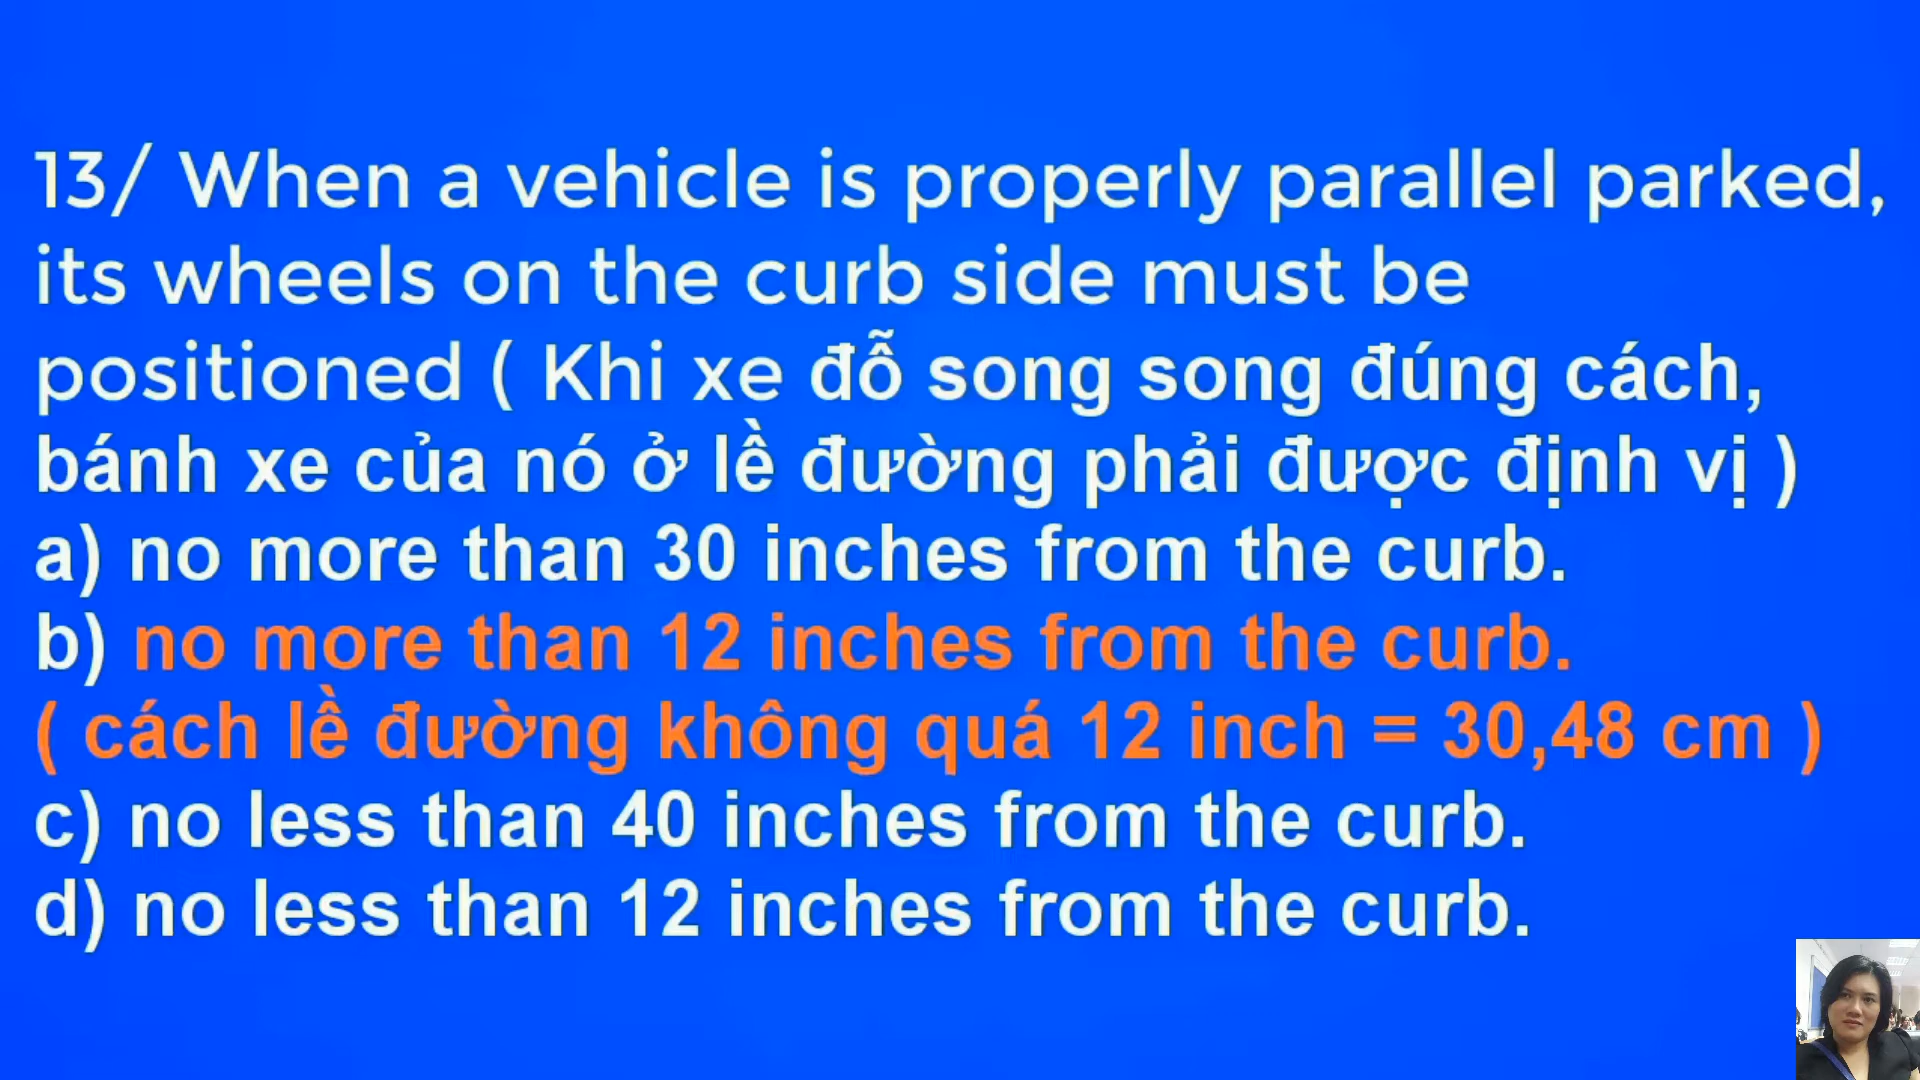 13/ When a vehicle is properly parallel parked,
its wheels on the curb side must be
positioned ( Khi xe đỗ song song đúng cách,
bánh xe của nó ở lề đường phải được định vị )
a) no more than 30 inches from the curb.
b) no more than 12 inches from the curb.
( cách lề đường không quá 12 inch = 30,48 cm )
c) no less than 40 inches from the curb.
d) no less than 12 inches from the curb.